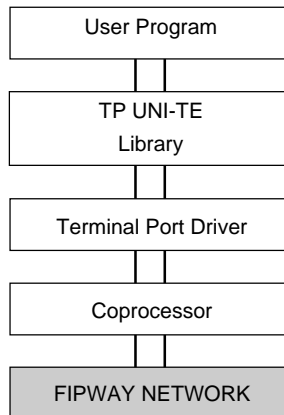 User Program
TP UNI-TE
Library
Terminal Port Driver
Coprocessor
FIPWAY NETWORK